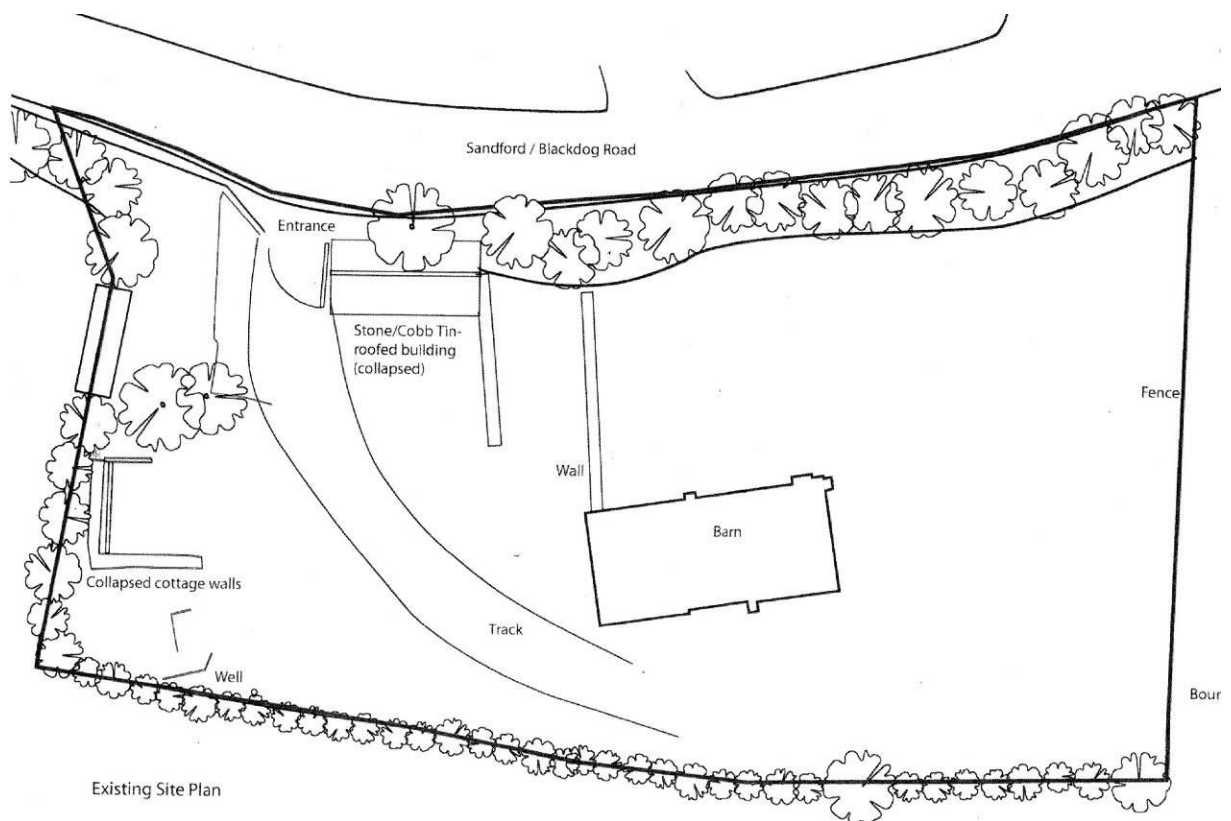 Sandford / Blackdog Road
Entrance
Stone/Cobb Tin-
roofed building
(collapsed)
Fence
Wall
Barn
Collapsed cottage walls
Track
Well
Bour
Existing Site Plan